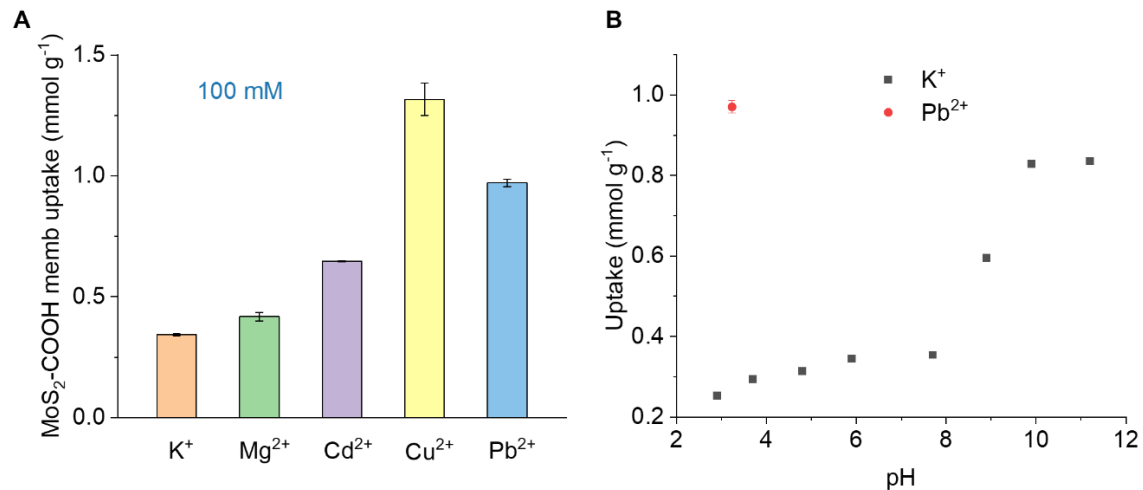 A
MoS₂-COOH memb uptake (mmol g⁻¹)
1.5
1.0
0.5
0.0
100 mM
K⁺ Mg²⁺ Cd²⁺ Cu²⁺ Pb²⁺
B
Uptake (mmol g⁻¹)
1.0
0.8
0.6
0.4
0.2
K⁺
Pb²⁺
2 4 6 8 10 12
pH